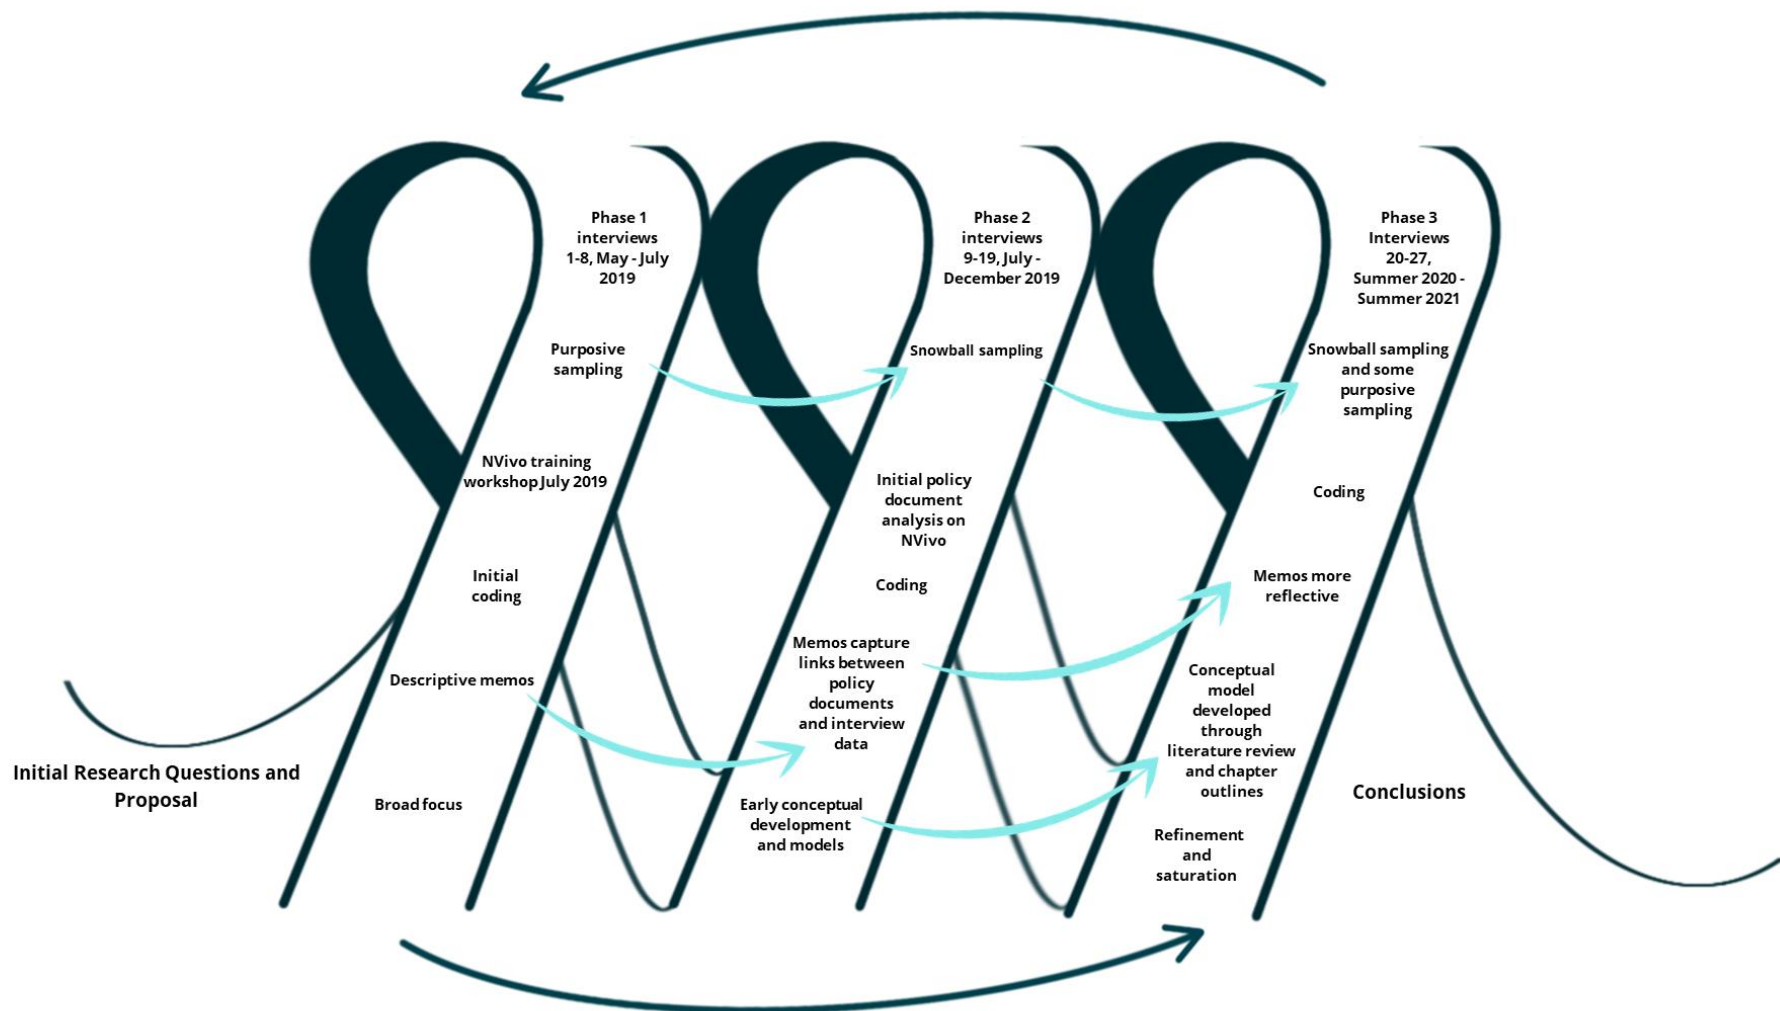 Initial Research Questions and
Proposal
Phase 1
interviews
1-8, May - July
2019
Purposive
sampling
NVivo training
workshop July 2019
Initial
coding
Descriptive memos
Broad focus
Phase 2
interviews
9-19, July -
December 2019
Snowball sampling
Initial policy
document
analysis on
NVivo
Coding
Memos capture
links between
policy
documents
and interview
data
Early conceptual
development
and models
Phase 3
Interviews
20-27,
Summer 2020 -
Summer 2021
Snowball sampling
and some
purposive
sampling
Coding
Memos more
reflective
Conceptual
model
developed
through
literature review
and chapter
outlines
Refinement
and
saturation
Conclusions